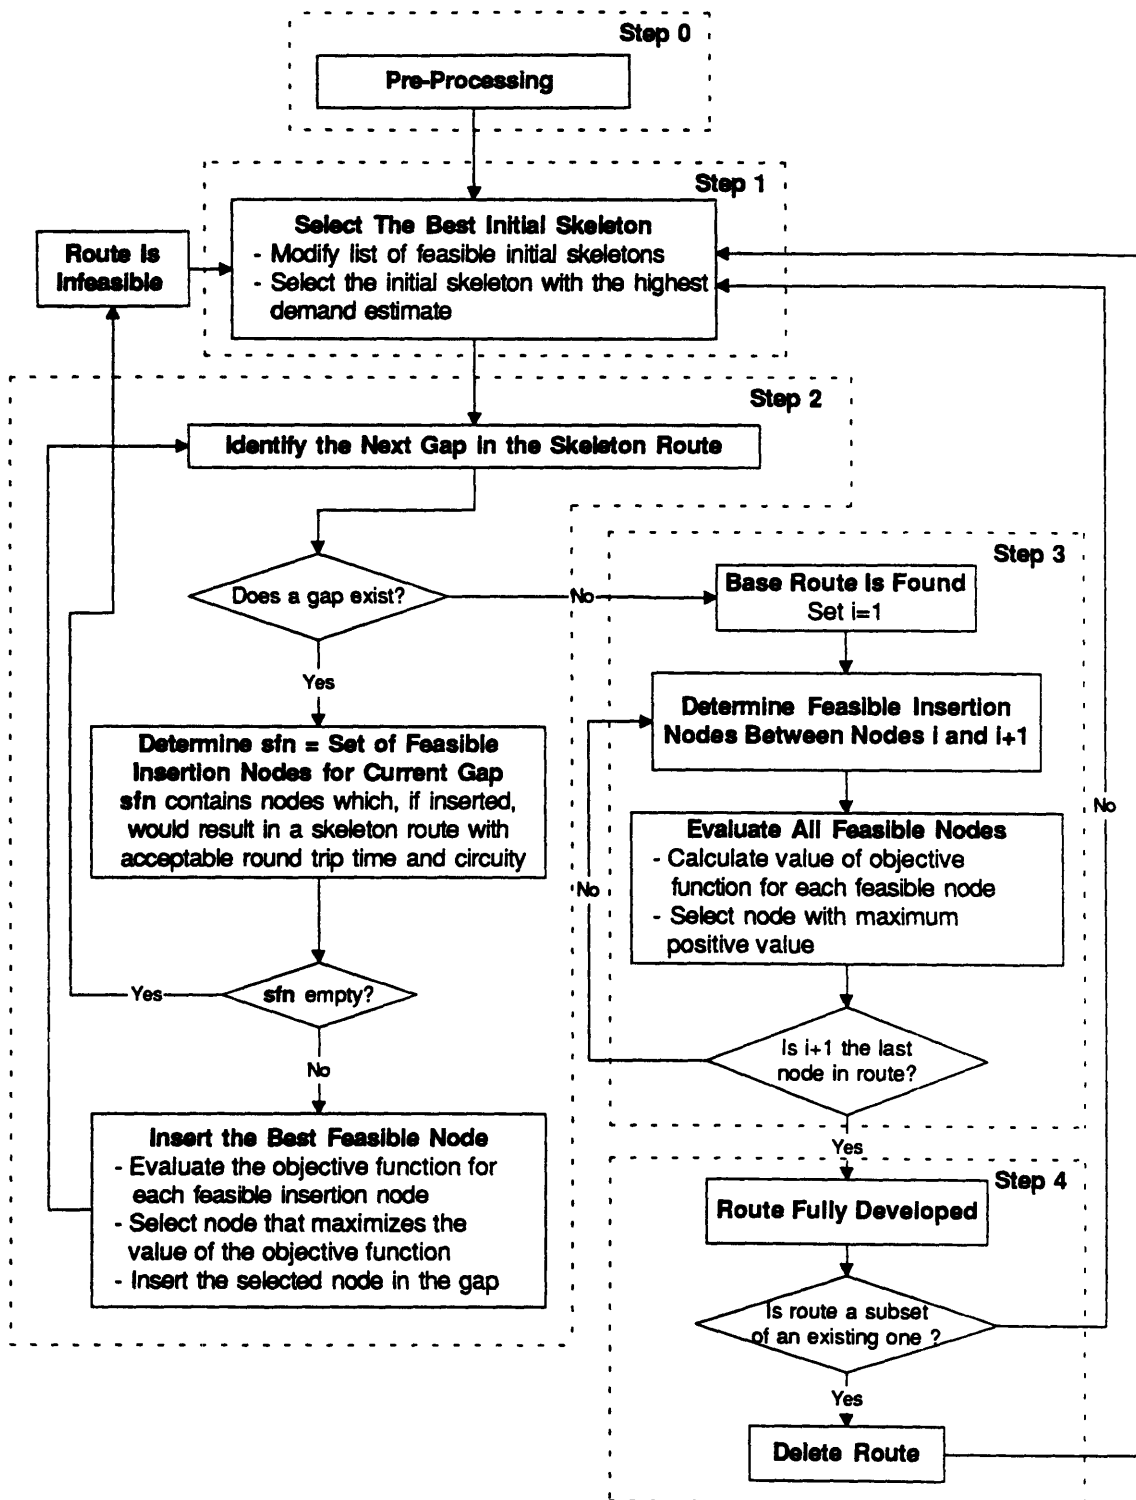 Step 0
Pre-Processing
Step 1
Select The Best Initial Skeleton
- Modify list of feasible initial skeletons
- Select the initial skeleton with the highest
demand estimate
Route Is
Infeasible
Step 2
Identify the Next Gap in the Skeleton Route
Does a gap exist?
No
Yes
Determine sfn = Set of Feasible
Insertion Nodes for Current Gap
sfn contains nodes which, if inserted,
would result in a skeleton route with
acceptable round trip time and circuity
sfn empty?
Yes
No
Insert the Best Feasible Node
- Evaluate the objective function for
each feasible insertion node
- Select node that maximizes the
value of the objective function
- Insert the selected node in the gap
Step 3
Base Route Is Found
Set i=1
Determine Feasible Insertion
Nodes Between Nodes i and i+1
Evaluate All Feasible Nodes
- Calculate value of objective
function for each feasible node
- Select node with maximum
positive value
No
Is i+1 the last
node in route?
Yes
Step 4
Route Fully Developed
Is route a subset
of an existing one ?
No
Yes
Delete Route